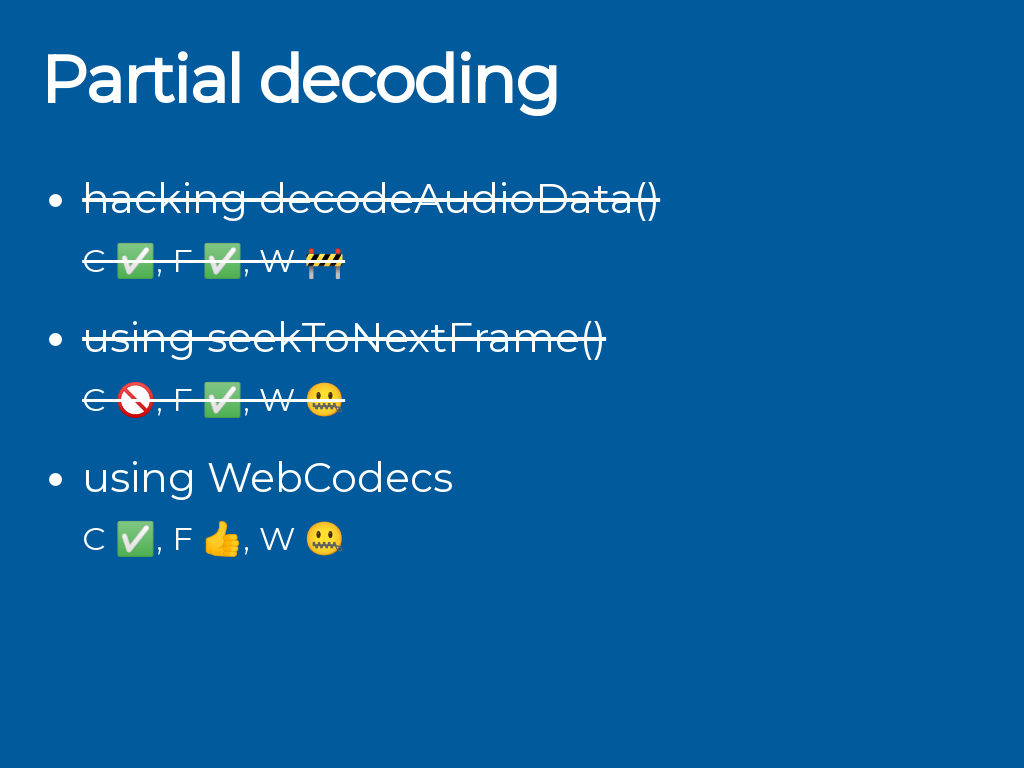 Partial decoding
• hacking decodeAudioData()
C ✅, F ✅, W 🚧
• using seekToNextFrame()
C 🚫, F ✅, W 🤐
• using WebCodecs
C ✅, F 👍, W 🤐